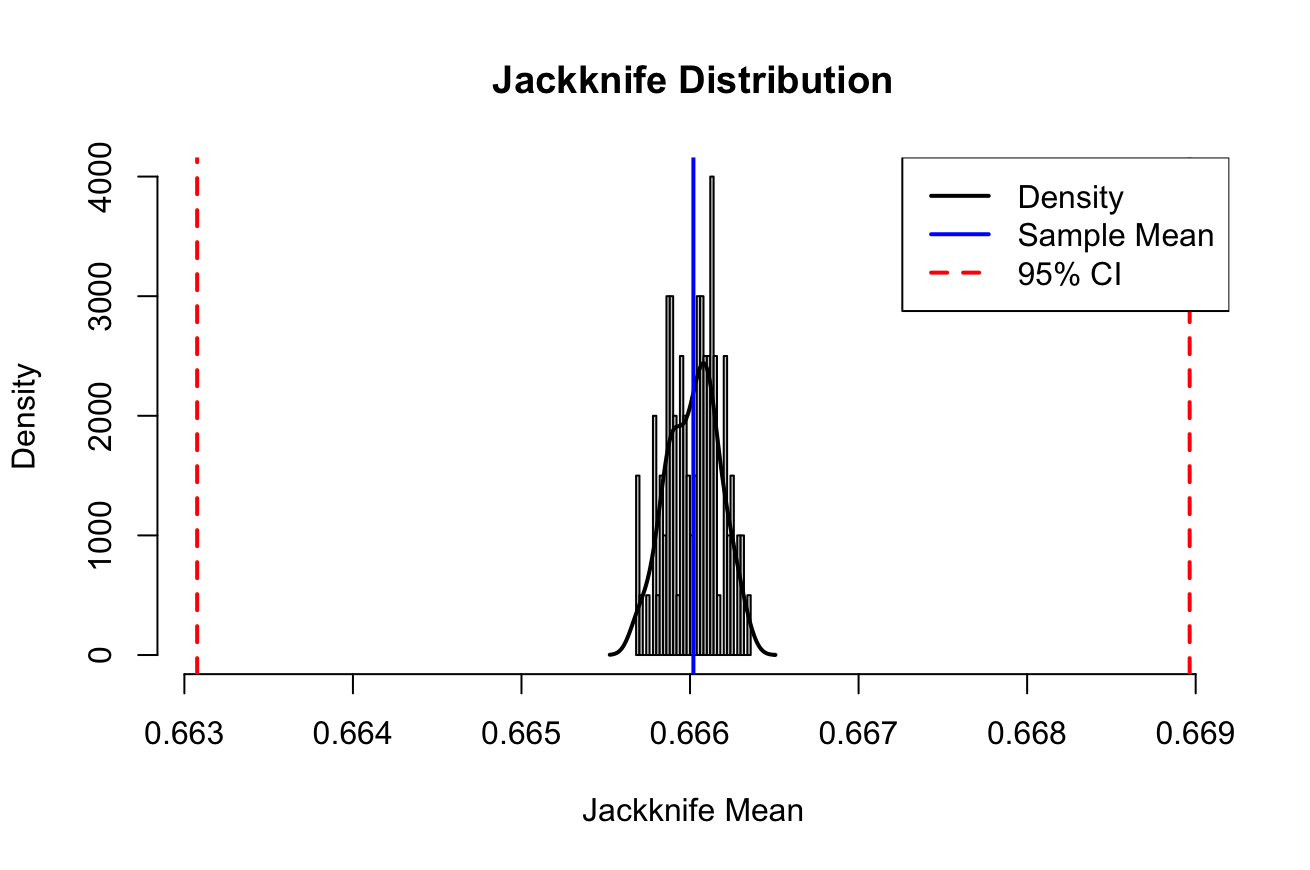 Jackknife Distribution
Density
4000
3000
2000
1000
0
Density
Sample Mean
95% CI
0.663 0.664 0.665 0.666 0.667 0.668 0.669
Jackknife Mean